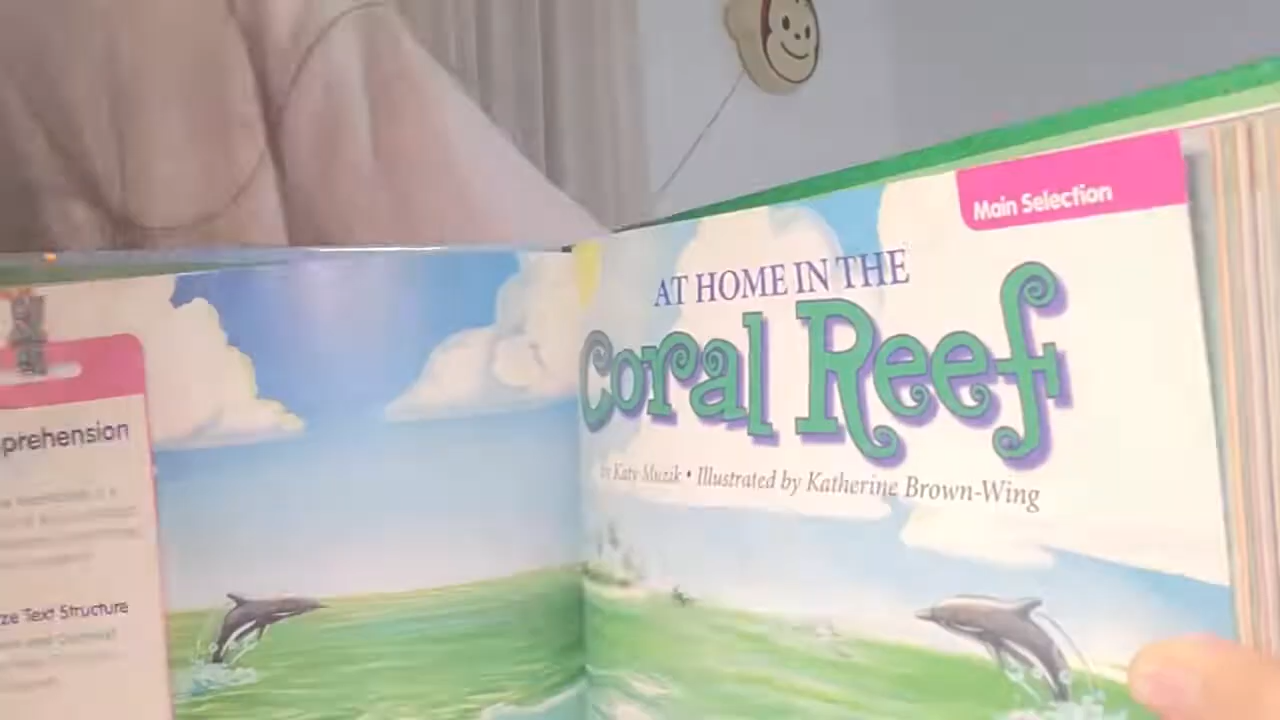 prehension
ze Text Structure
Main Selection
AT HOME IN THE
Coral Reef
by Katy Muzik • Illustrated by Katherine Brown-Wing